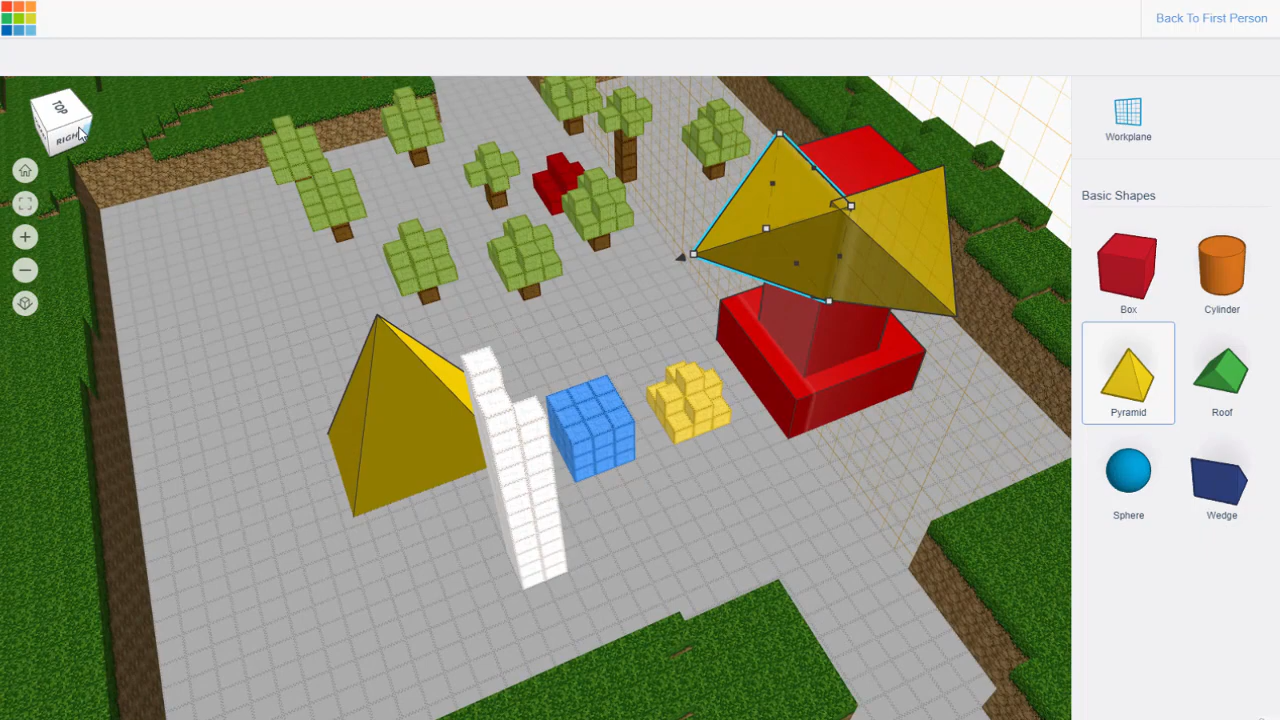 Back To First Person
TOP
RIGHT
Workplane
Basic Shapes
Box
Cylinder
Pyramid
Roof
Sphere
Wedge